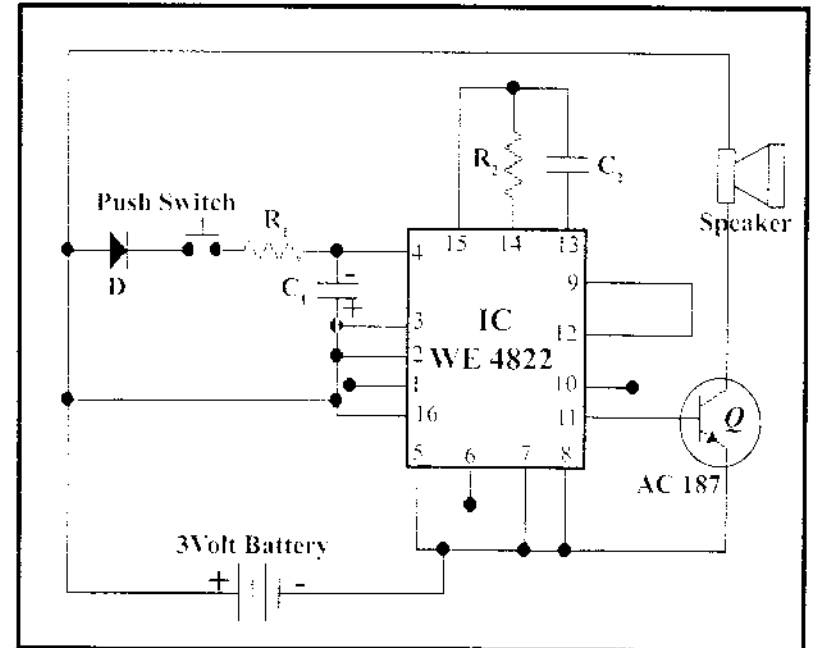 Push Switch
R1
D
C1
-
+
4
3
2
1
16
5
6
7
8
15
14
13
R2
C2
9
12
10
11
IC
WE 4822
Speaker
Q
AC 187
3Volt Battery
+
-